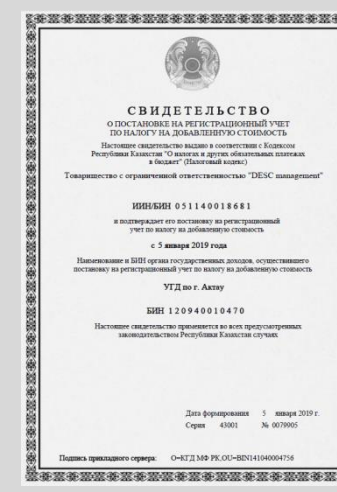 СВИДЕТЕЛЬСТВО
О ПОСТАНОВКЕ НА РЕГИСТРАЦИОННЫЙ УЧЕТ
ПО НАЛОГУ НА ДОБАВЛЕННУЮ СТОИМОСТЬ
Настоящее свидетельство выдано в соответствии с Кодексом
Республики Казахстан "О налогах и других обязательных платежах
в бюджет" (Налоговый кодекс)
Товарищество с ограниченной ответственностью "DESC management"
ИИН/БИН 051140018681
и подтверждает его постановку на регистрационный
учет по налогу на добавленную стоимость
с 5 января 2019 года
Наименование и БИН органа государственных доходов, осуществившего
постановку на регистрационный учет по налогу на добавленную стоимость
УГД по г. Актау
БИН 120940010470
Настоящее свидетельство применяется во всех предусмотренных
законодательством Республики Казахстан случаях
Дата формирования 5 января 2019 г.
Серия 43001 № 0079905
Подпись прикладного сервера: О=КГД МФ РК,OU=BIN141040004756